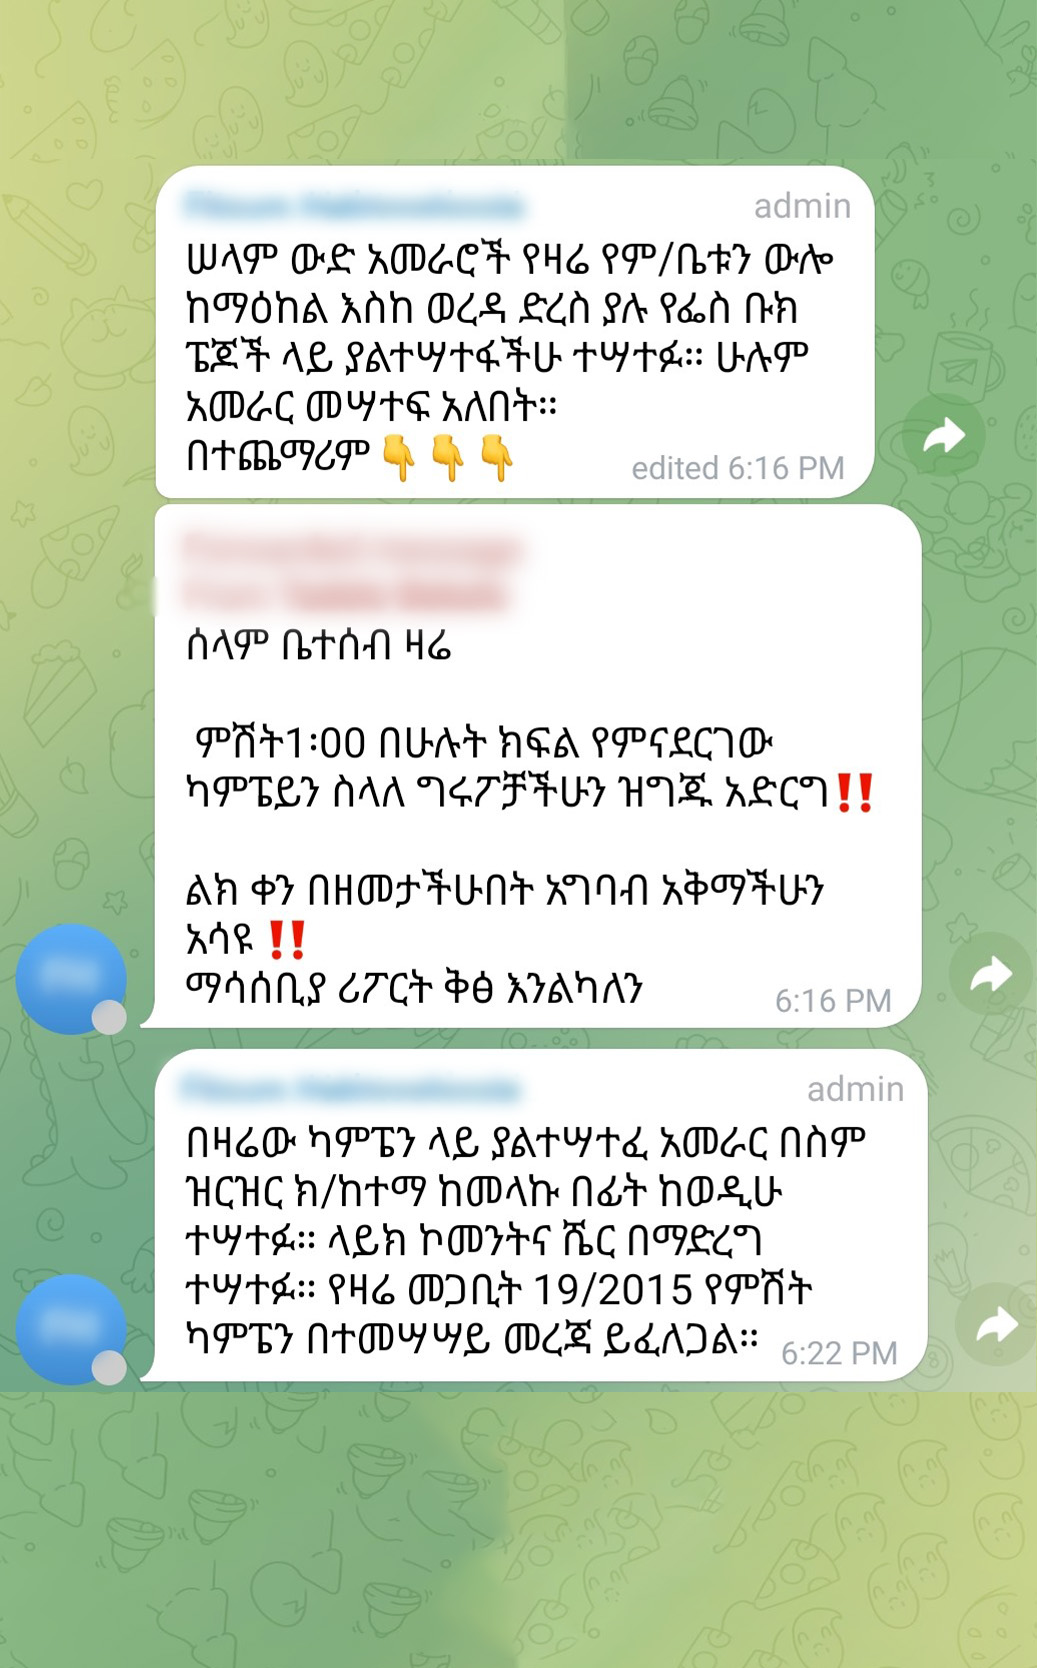 admin
ሠላም ውድ አመራሮች የዛሬ የም/ቤቱን ውሎ
ከማዕከል እስከ ወረዳ ድረስ ያሉ የፌስ ቡክ
ፔጆች ላይ ያልተሣተፋችሁ ተሣተፉ። ሁሉም
አመራር መሣተፍ አለበት።
በተጨማሪም👇👇👇
edited 6:16 PM
ሰላም ቤተሰብ ዛሬ
ምሽት1፡00 በሁሉት ክፍል የምናደርገው
ካምፔይን ስላለ ግሩፖቻችሁን ዝግጁ አድርግ‼️
ልክ ቀን በዘመታችሁበት አግባብ አቅማችሁን
አሳዩ ‼️
ማሳሰቢያ ሪፖርት ቅፅ እንልካለን
6:16 PM
admin
በዛሬው ካምፔን ላይ ያልተሣተፈ አመራር በስም
ዝርዝር ክ/ከተማ ከመላኩ በፊት ከወዲሁ
ተሣተፉ። ላይክ ኮመንትና ሼር በማድረግ
ተሣተፉ። የዛሬ መጋቢት 19/2015 የምሽት
ካምፔን በተመሣሣይ መረጃ ይፈለጋል።
6:22 PM